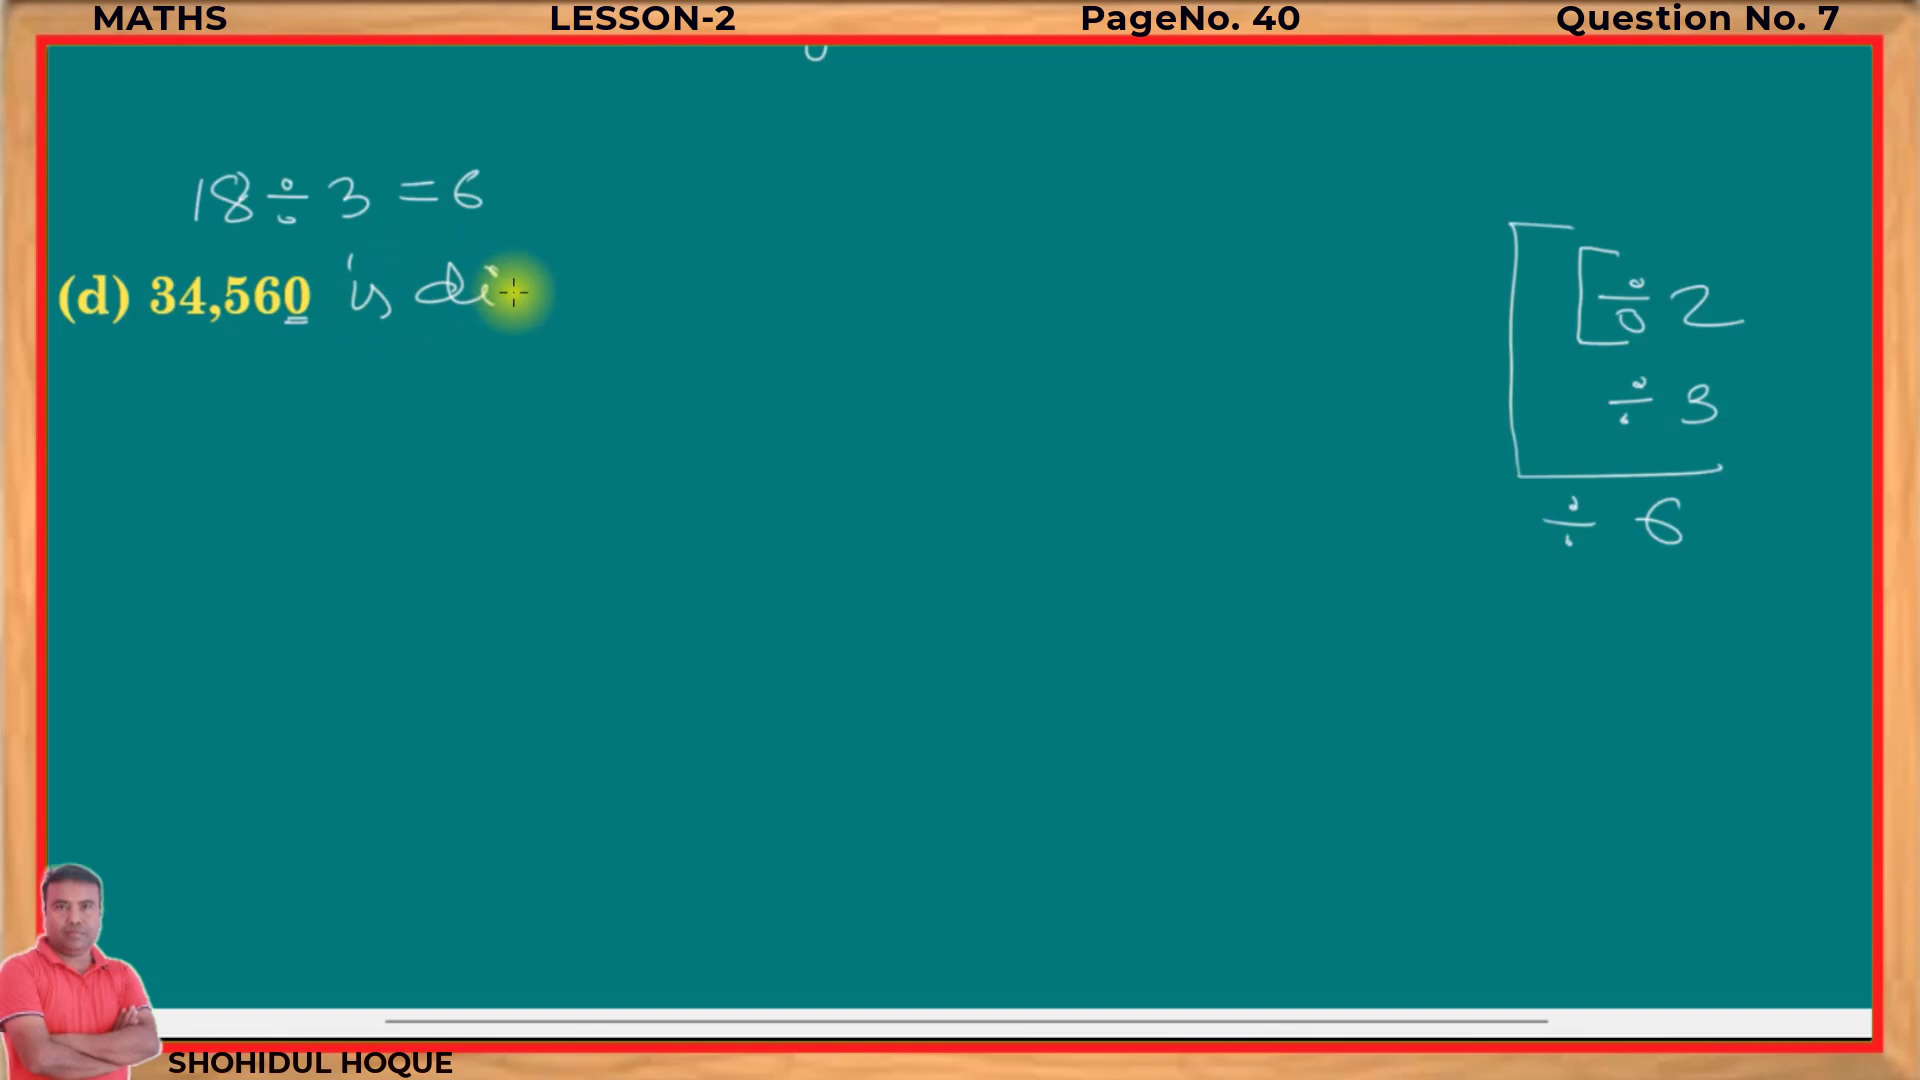 MATHS LESSON-2 PageNo. 40 Question No. 7
18 ÷ 3 = 6
(d) 34,560 is di
÷ 2
÷ 3
÷ 6
SHOHIDUL HOQUE